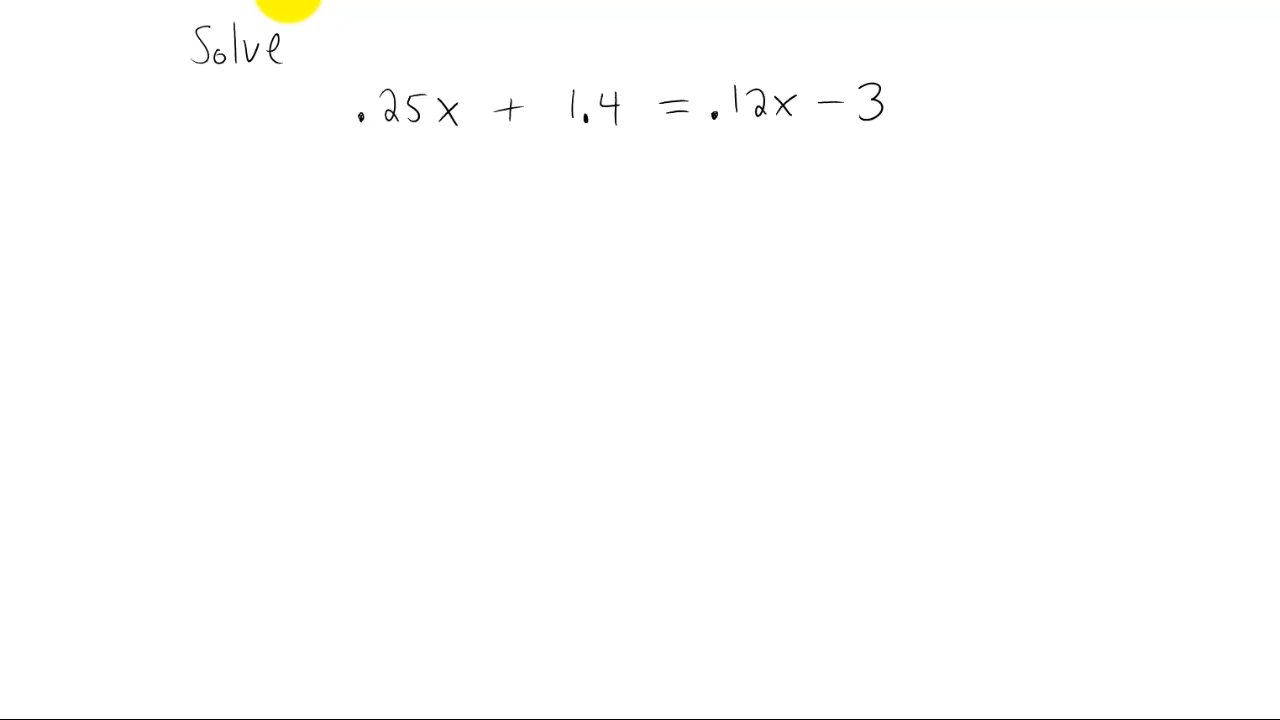 Solve
.25x + 1.4 = .12x - 3